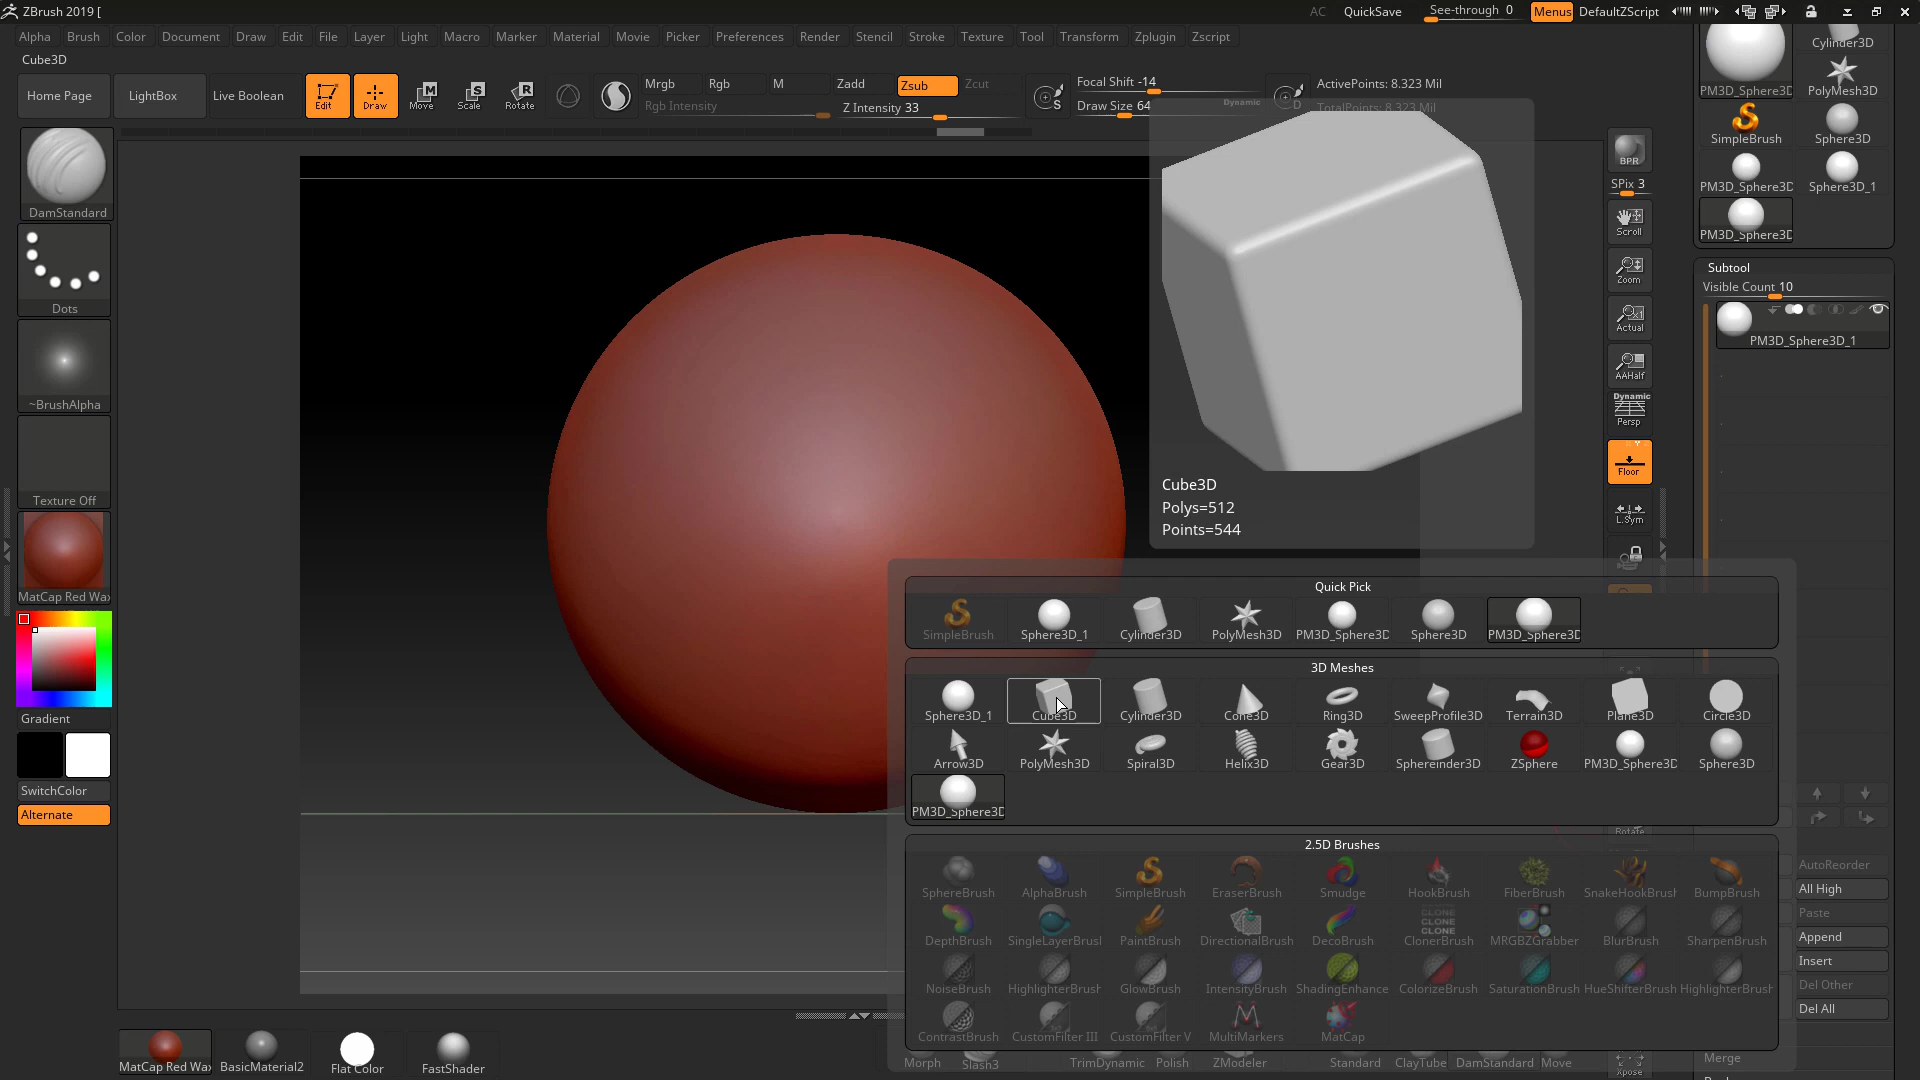 ZBrush 2019 [
AC QuickSave See-through 0 Menus DefaultZScript
Alpha Brush Color Document Draw Edit File Layer Light Macro Marker Material Movie Picker Preferences Render Stencil Stroke Texture Tool Transform Zplugin Zscript
Cube3D
Home Page LightBox Live Boolean Edit Draw Move Scale Rotate
Mrgb Rgb M Zadd Zsub Zcut
Rgb Intensity Z Intensity 33
Focal Shift -14
Draw Size 64 Dynamic
S D
ActivePoints: 8.323 Mil
TotalPoints: 8.323 Mil
DamStandard
Dots
~BrushAlpha
Texture Off
MatCap Red Wax
Gradient
SwitchColor
Alternate
Cube3D
Polys=512
Points=544
BPR
SPix 3
Scroll
Zoom
Actual
AAHalf
Dynamic
Persp
Floor
L.Sym
Rotate
Xpose
Cylinder3D
PM3D_Sphere3D PolyMesh3D
SimpleBrush Sphere3D
PM3D_Sphere3D Sphere3D_1
PM3D_Sphere3D
Subtool
Visible Count 10
PM3D_Sphere3D_1
AutoReorder
All High
Paste
Append
Insert
Del Other
Del All
Merge
Quick Pick
SimpleBrush Sphere3D_1 Cylinder3D PolyMesh3D PM3D_Sphere3D Sphere3D PM3D_Sphere3D
3D Meshes
Sphere3D_1 Cube3D Cylinder3D Cone3D Ring3D SweepProfile3D Terrain3D Plane3D Circle3D
Arrow3D PolyMesh3D Spiral3D Helix3D Gear3D Sphereinder3D ZSphere PM3D_Sphere3D Sphere3D
PM3D_Sphere3D
2.5D Brushes
SphereBrush AlphaBrush SimpleBrush EraserBrush Smudge HookBrush FiberBrush SnakeHookBrush BumpBrush
DepthBrush SingleLayerBrush PaintBrush DirectionalBrush DecoBrush ClonerBrush MRGBZGrabber BlurBrush SharpenBrush
CLONE
CLONE
NoiseBrush HighlighterBrush GlowBrush IntensityBrush ShadingEnhance ColorizeBrush SaturationBrush HueShifterBrush HighlighterBrush
ContrastBrush CustomFilter III CustomFilter V MultiMarkers MatCap
MatCap Red Wax BasicMaterial2 Flat Color FastShader
Morph Slash3 TrimDynamic Polish ZModeler Standard ClayTube DamStandard Move